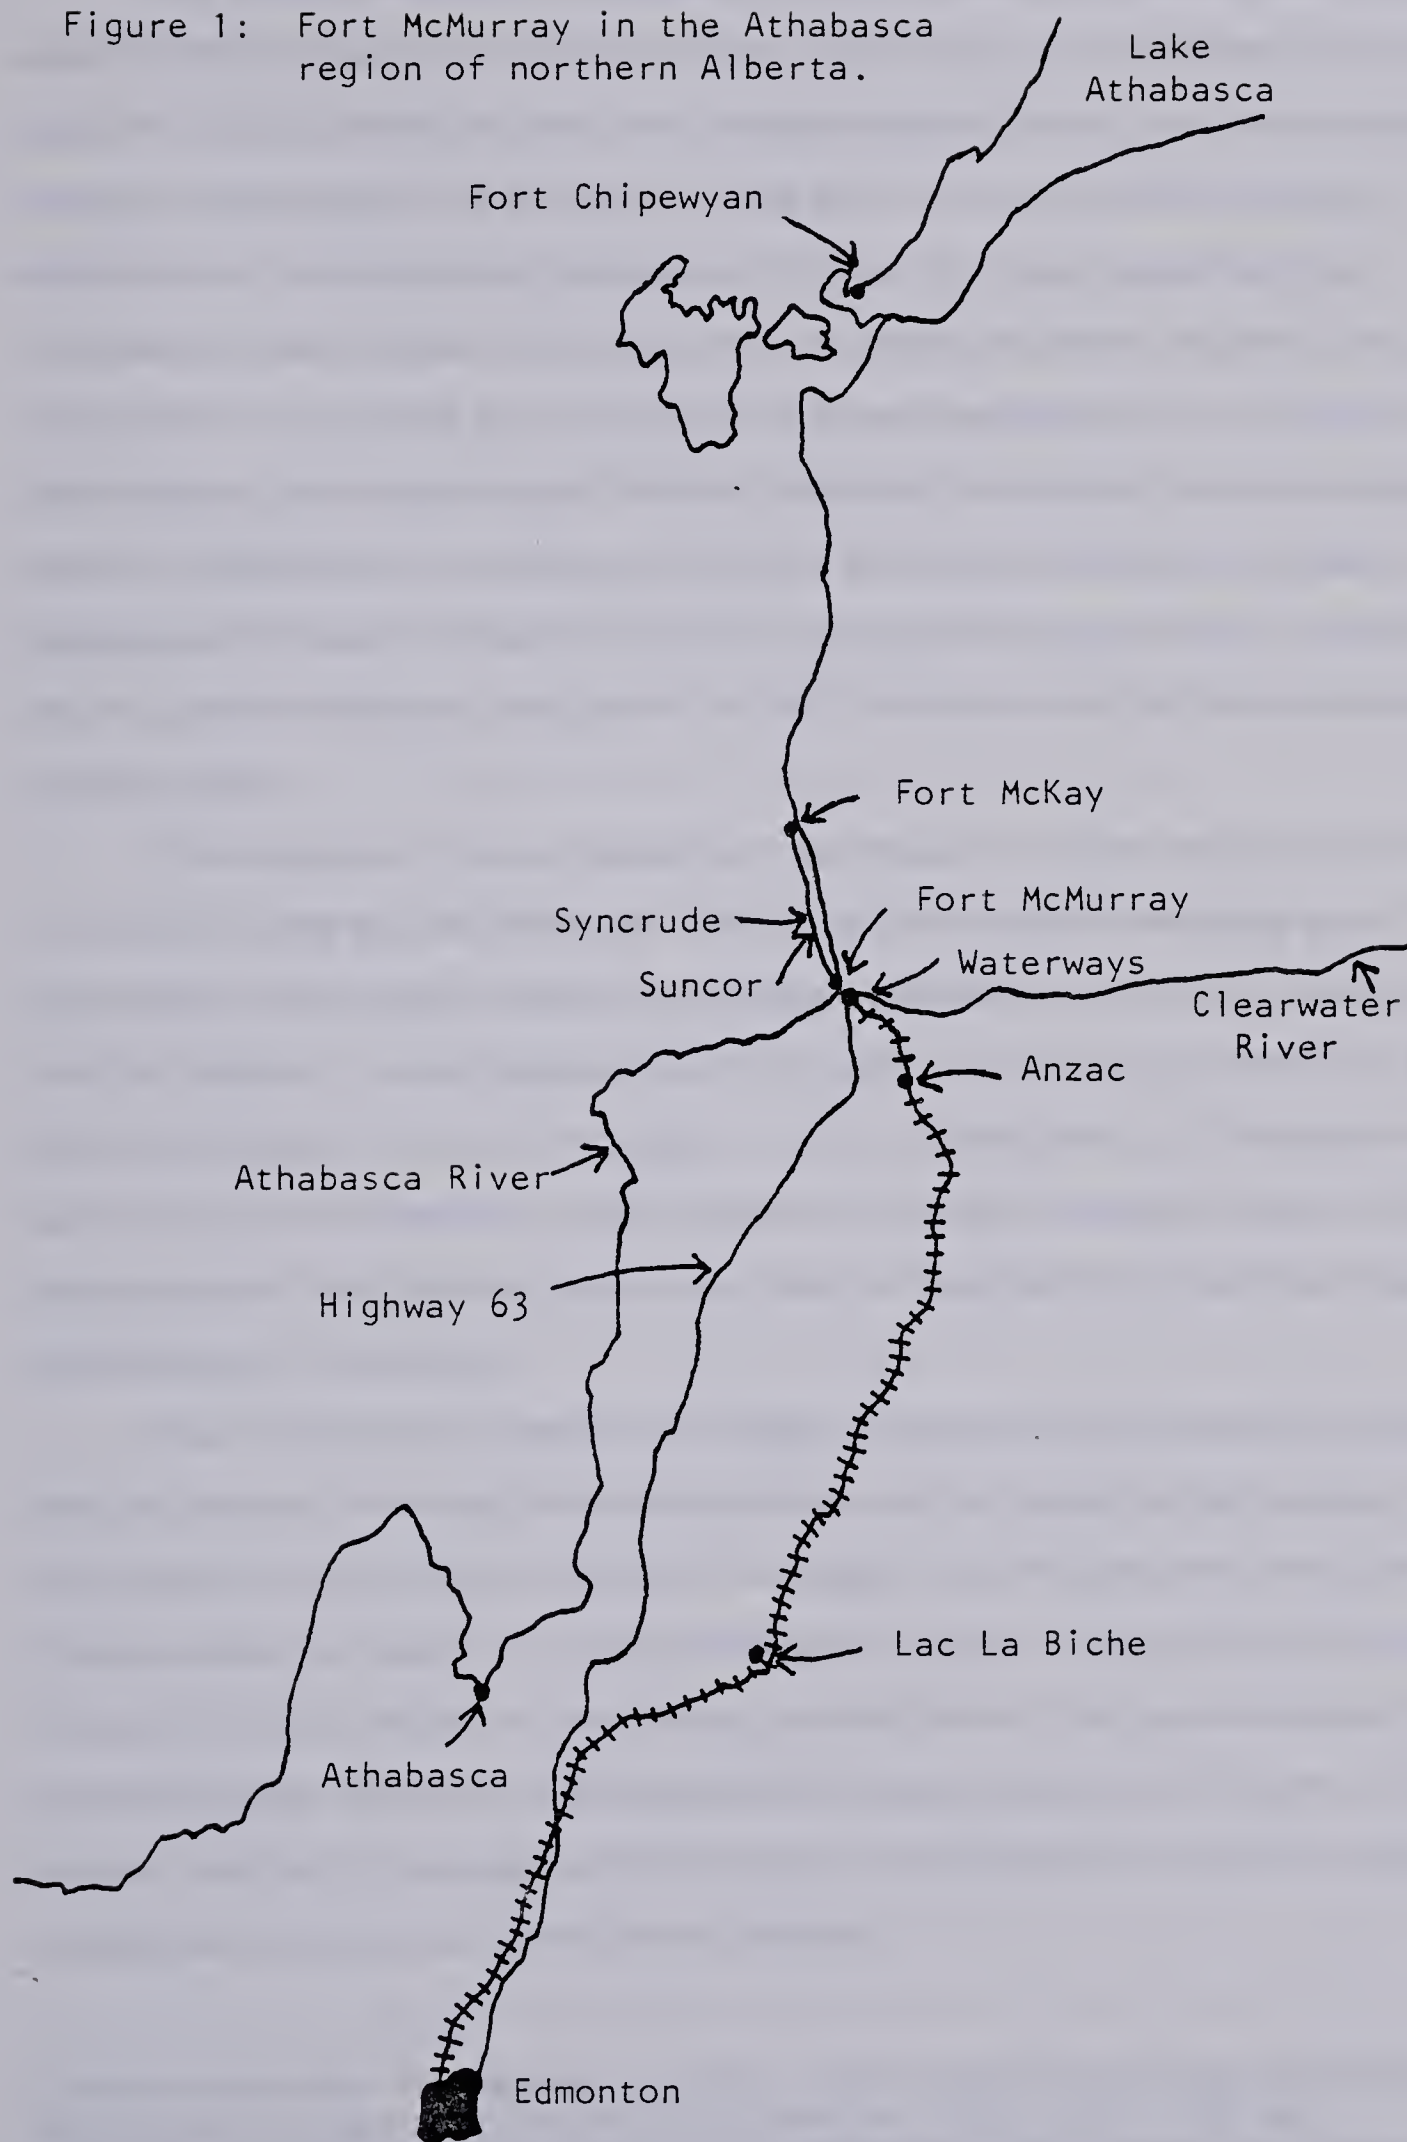 Figure 1: Fort McMurray in the Athabasca
region of northern Alberta.
Lake
Athabasca
Fort Chipewyan
Fort McKay
Fort McMurray
Syncrude
Waterways
Suncor
Clearwater
River
Anzac
Athabasca River
Highway 63
Lac La Biche
Athabasca
Edmonton